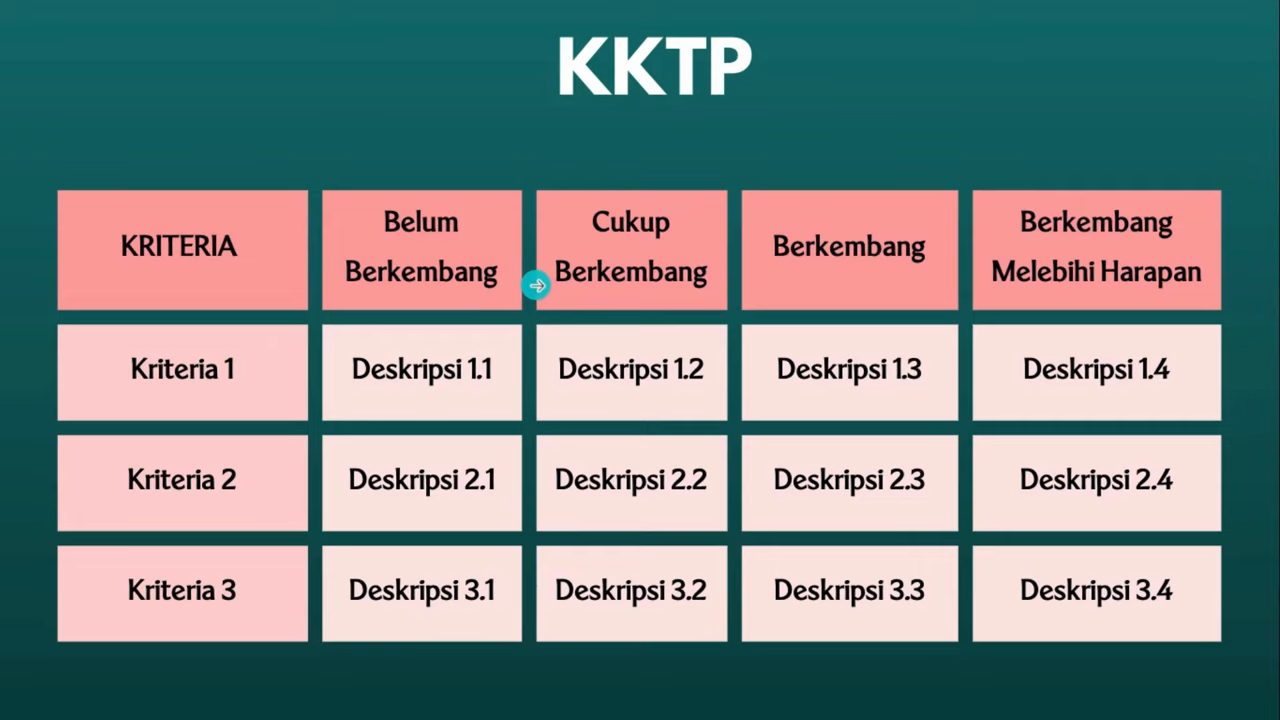 KKTP
KRITERIA
Belum
Berkembang
Cukup
Berkembang
Berkembang
Berkembang
Melebihi Harapan
Kriteria 1
Deskripsi 1.1
Deskripsi 1.2
Deskripsi 1.3
Deskripsi 1.4
Kriteria 2
Deskripsi 2.1
Deskripsi 2.2
Deskripsi 2.3
Deskripsi 2.4
Kriteria 3
Deskripsi 3.1
Deskripsi 3.2
Deskripsi 3.3
Deskripsi 3.4